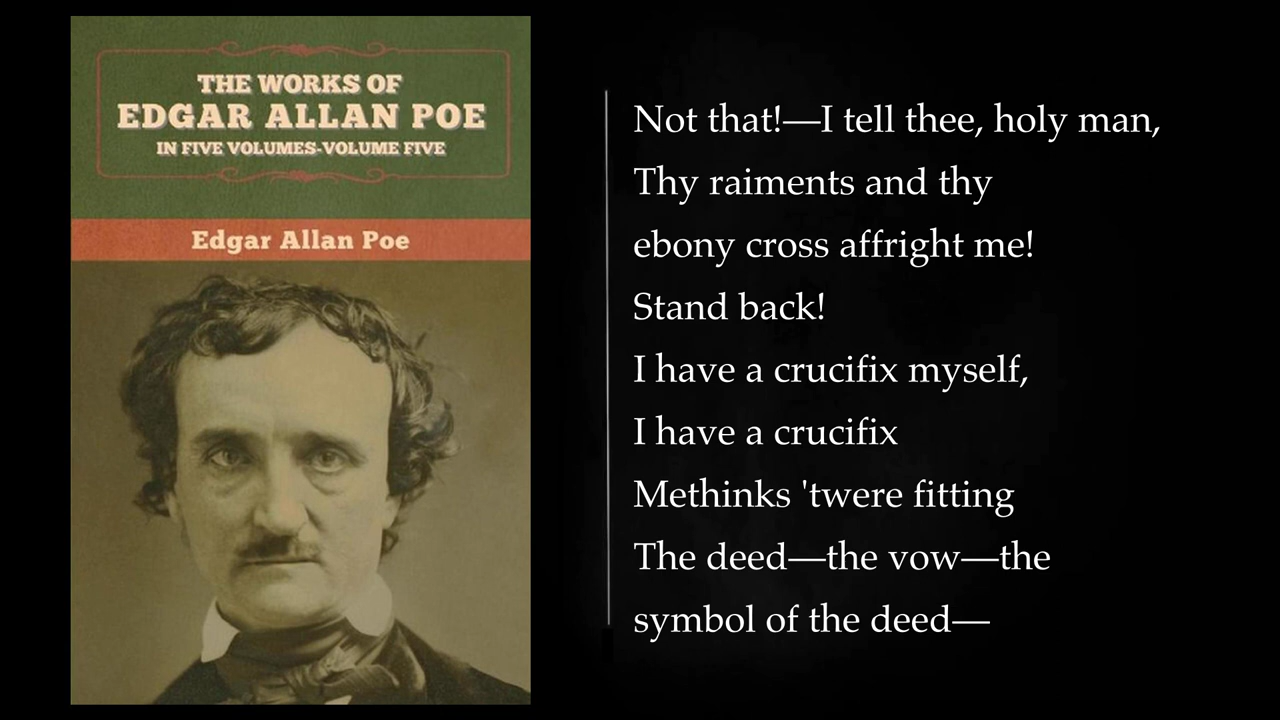 THE WORKS OF
EDGAR ALLAN POE
IN FIVE VOLUMES-VOLUME FIVE
Edgar Allan Poe
Not that!—I tell thee, holy man,
Thy raiments and thy
ebony cross affright me!
Stand back!
I have a crucifix myself,
I have a crucifix
Methinks 'twere fitting
The deed—the vow—the
symbol of the deed—